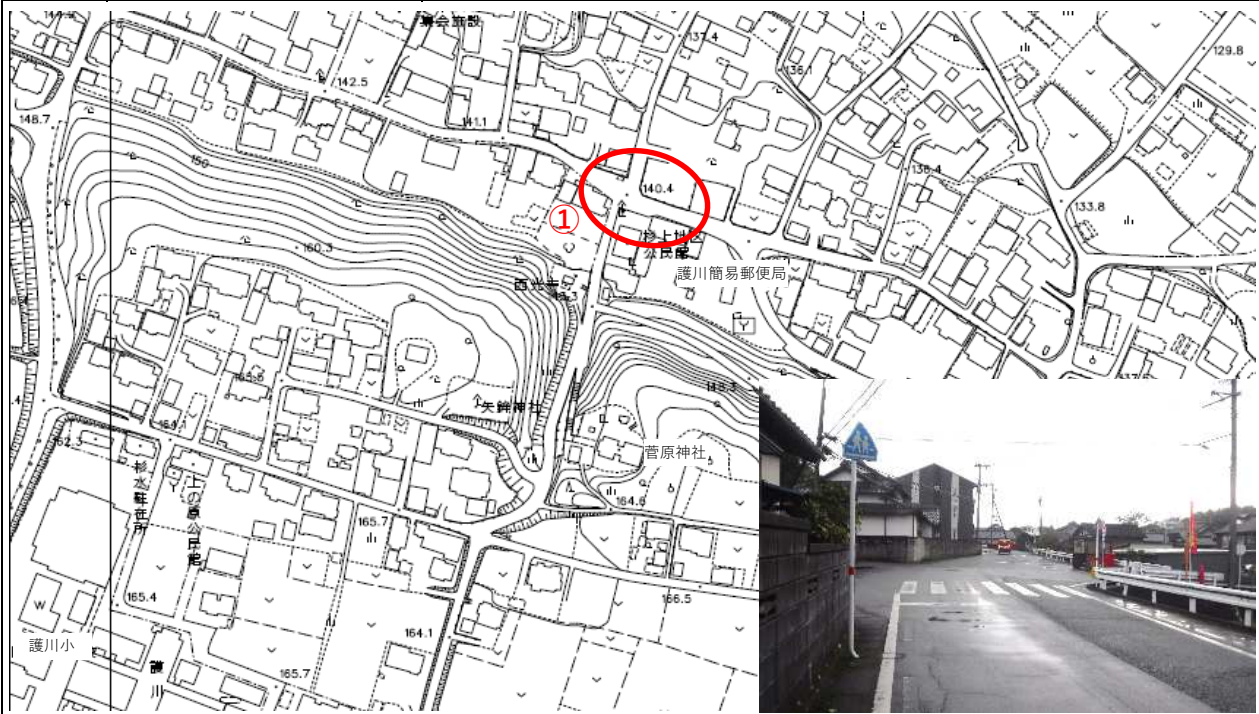 集会施設
137.4
129.8
142.5
136.1
148.7
141.1
150
140.4
136.4
①
133.8
杉上地区
公民館
160.3
護川簡易郵便局
西光寺
矢鉾神社
菅原神社
164.1
162.3
164.6
杉水駐在所
上の原公民館
165.7
165.4
166.5
W
164.1
護川小
護川
165.7